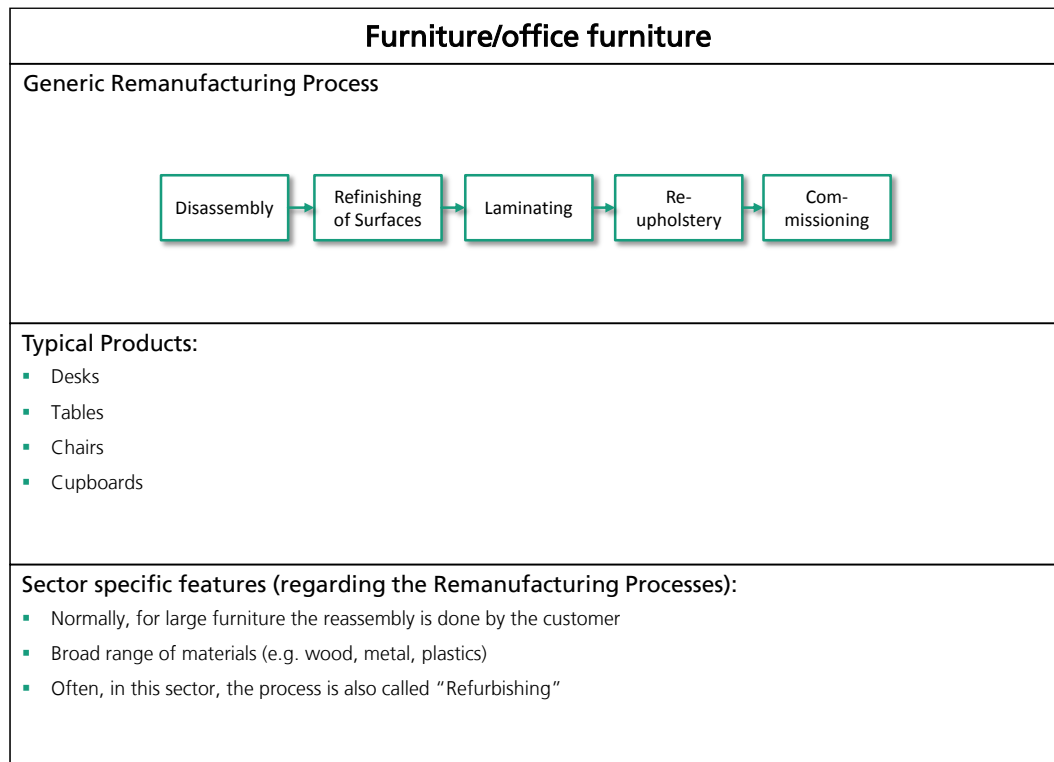 Furniture/office furniture
Generic Remanufacturing Process
Disassembly
Refinishing
of Surfaces
Laminating
Re-
upholstery
Com-
missioning
Typical Products:
▪ Desks
▪ Tables
▪ Chairs
▪ Cupboards
Sector specific features (regarding the Remanufacturing Processes):
▪ Normally, for large furniture the reassembly is done by the customer
▪ Broad range of materials (e.g. wood, metal, plastics)
▪ Often, in this sector, the process is also called “Refurbishing”